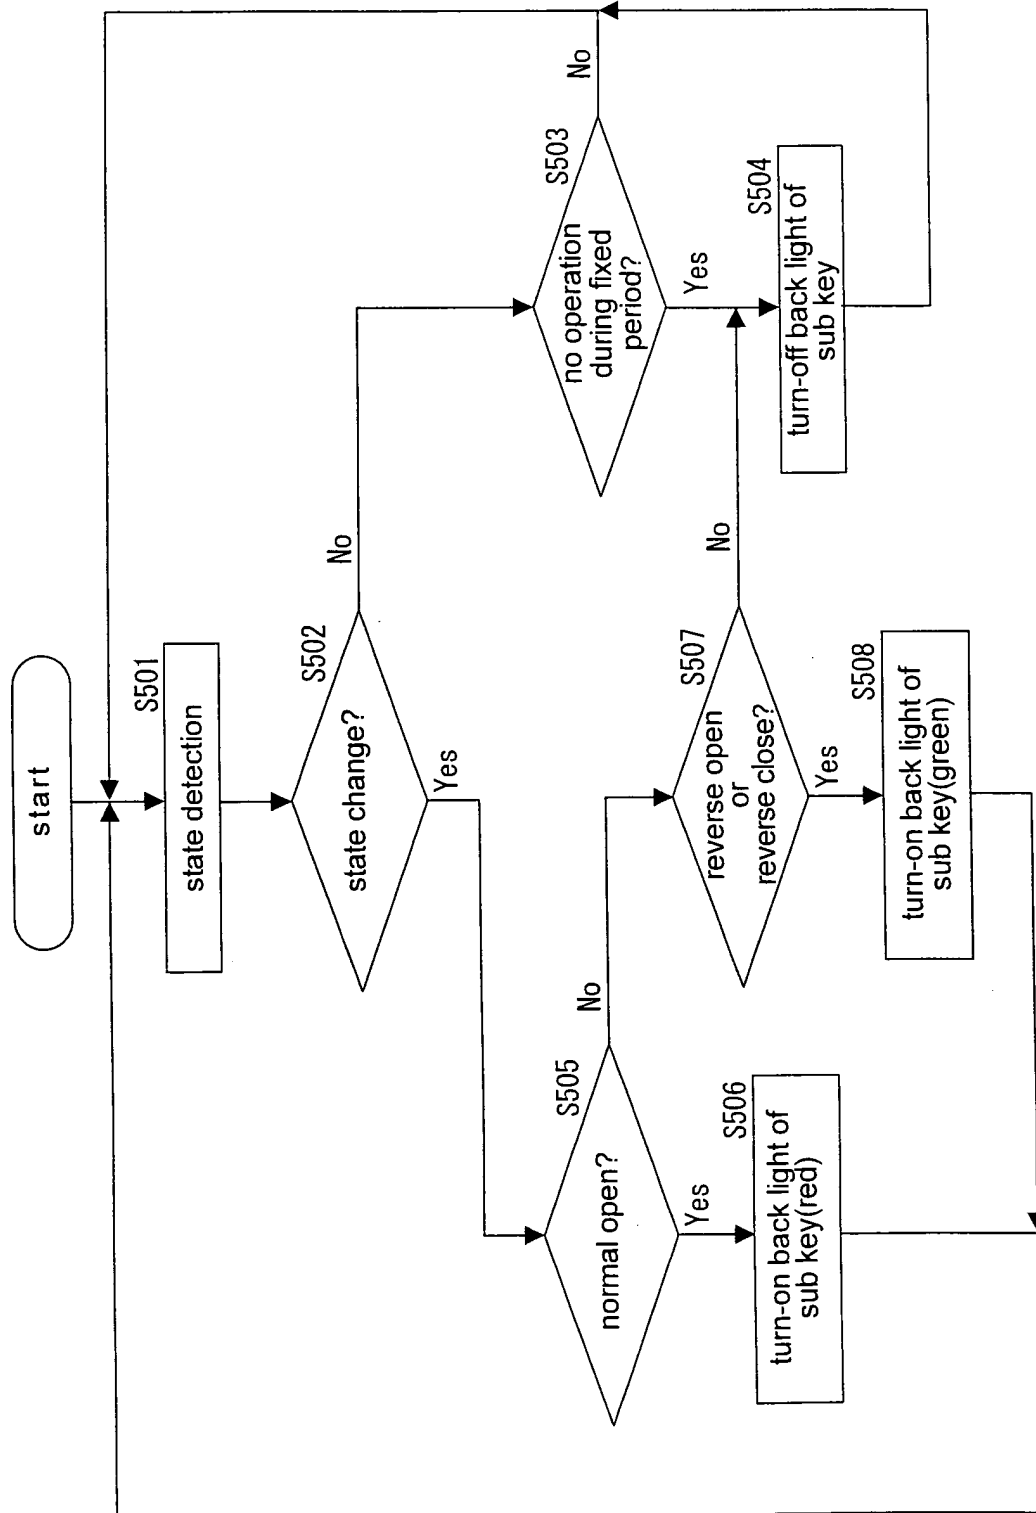 start
S501
state detection
S502
state change?
No
Yes
S503
no operation
during fixed
period?
No
Yes
S504
turn-off back light of
sub key
S505
normal open?
No
Yes
S506
turn-on back light of
sub key(red)
S507
reverse open
or
reverse close?
No
Yes
S508
turn-on back light of
sub key(green)